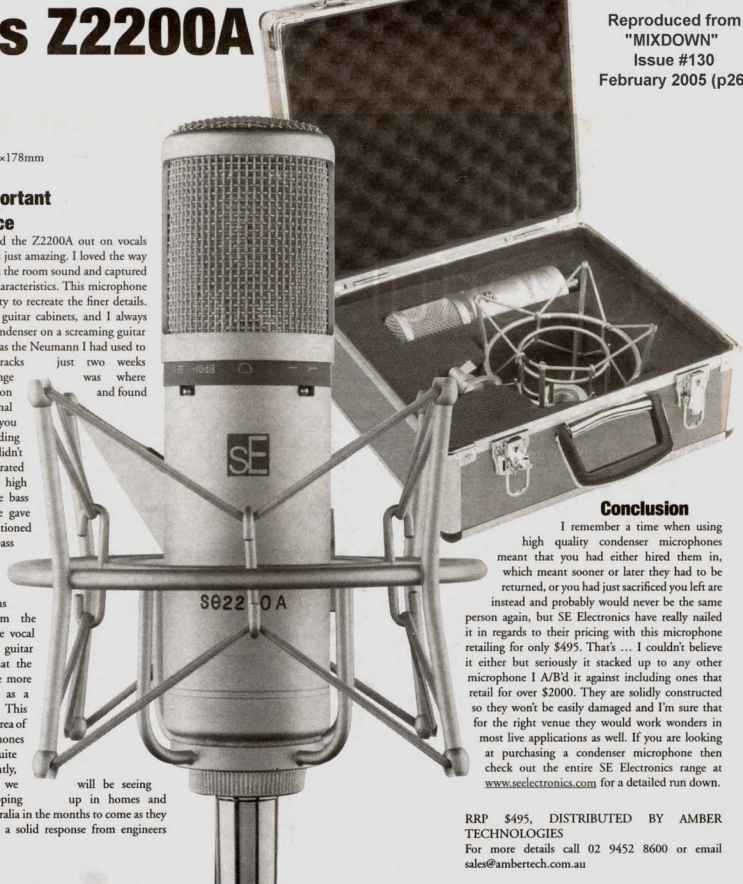 s Z2200A
Reproduced from
"MIXDOWN"
Issue #130
February 2005 (p26
×178mm
ortant
ce
d the Z2200A out on vocals
just amazing. I loved the way
the room sound and captured
aracteristics. This microphone
ty to recreate the finer details.
guitar cabinets, and I always
ndenser on a screaming guitar
as the Neumann I had used to
racks just two weeks
nge was where
on and found
nal
you
ding
didn't
rated
high
e bass
e gave
tioned
bass
ns
m the
e vocal
guitar
at the
e more
as a
This
rea of
hones
uite
ntly,
we will be seeing
ping up in homes and
ralia in the months to come as they
a solid response from engineers
-10dB
sE
SE2200A
Conclusion
I remember a time when using
high quality condenser microphones
meant that you had either hired them in,
which meant sooner or later they had to be
returned, or you had just sacrificed you left are
instead and probably would never be the same
person again, but SE Electronics have really nailed
it in regards to their pricing with this microphone
retailing for only $495. That's … I couldn't believe
it either but seriously it stacked up to any other
microphone I A/B'd it against including ones that
retail for over $2000. They are solidly constructed
so they won't be easily damaged and I'm sure that
for the right venue they would work wonders in
most live applications as well. If you are looking
at purchasing a condenser microphone then
check out the entire SE Electronics range at
www.seelectronics.com for a detailed run down.
RRP $495, DISTRIBUTED BY AMBER
TECHNOLOGIES
For more details call 02 9452 8600 or email
sales@ambertech.com.au